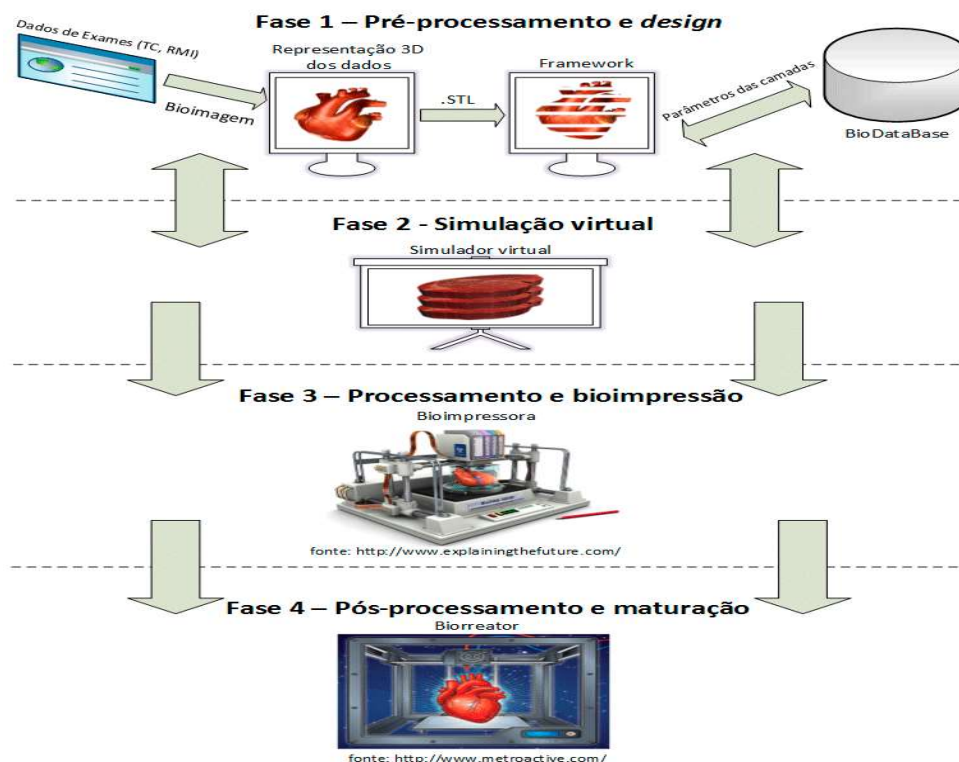 Fase 1 – Pré-processamento e design
Dados de Exames (TC, RMI)
Bioimagem
Representação 3D
dos dados
.STL
Framework
Parâmetros das camadas
BioDataBase
Fase 2 - Simulação virtual
Simulador virtual
Fase 3 – Processamento e bioimpressão
Bioimpressora
fonte: http://www.explainingthefuture.com/
Fase 4 – Pós-processamento e maturação
Biorreator
fonte: http://www.metroactive.com/